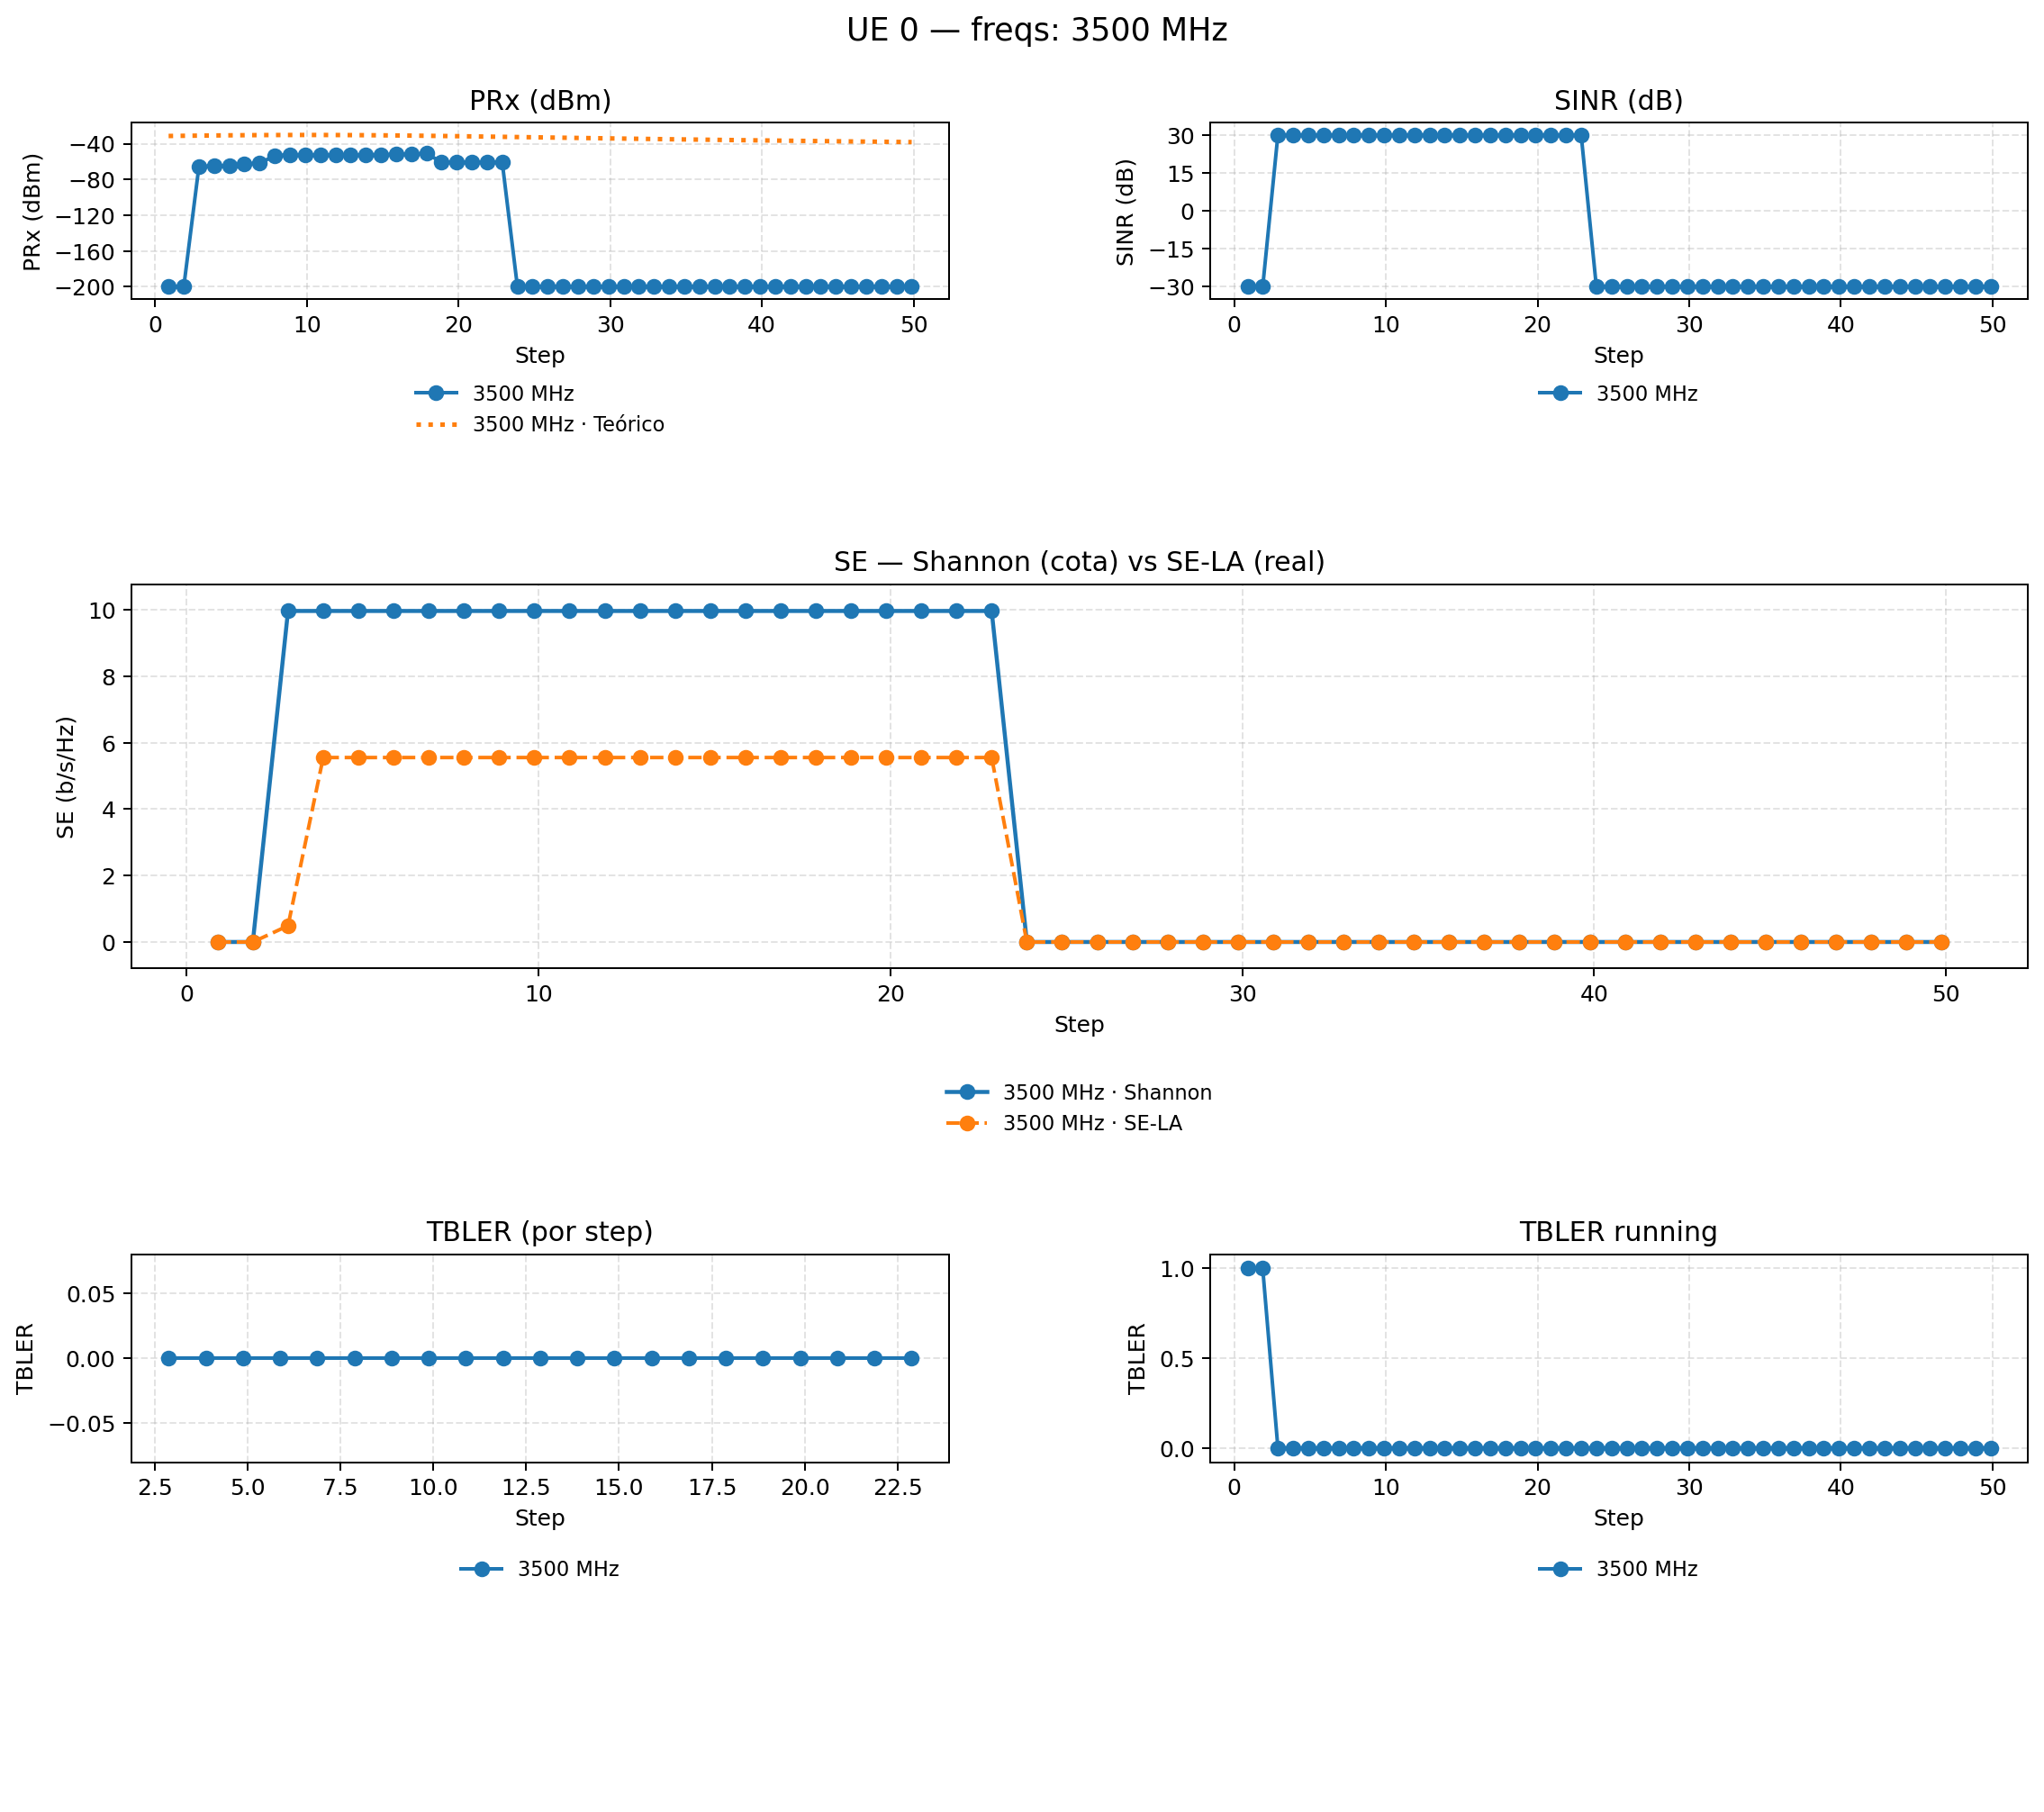 UE 0 — freqs: 3500 MHz
PRx (dBm)
PRx (dBm)
−40
−80
−120
−160
−200
0 10 20 30 40 50
Step
3500 MHz
3500 MHz · Teórico
SINR (dB)
SINR (dB)
30
15
0
−15
−30
0 10 20 30 40 50
Step
3500 MHz
SE — Shannon (cota) vs SE-LA (real)
SE (b/s/Hz)
10
8
6
4
2
0
0 10 20 30 40 50
Step
3500 MHz · Shannon
3500 MHz · SE-LA
TBLER (por step)
TBLER
0.05
0.00
−0.05
2.5 5.0 7.5 10.0 12.5 15.0 17.5 20.0 22.5
Step
3500 MHz
TBLER running
TBLER
1.0
0.5
0.0
0 10 20 30 40 50
Step
3500 MHz